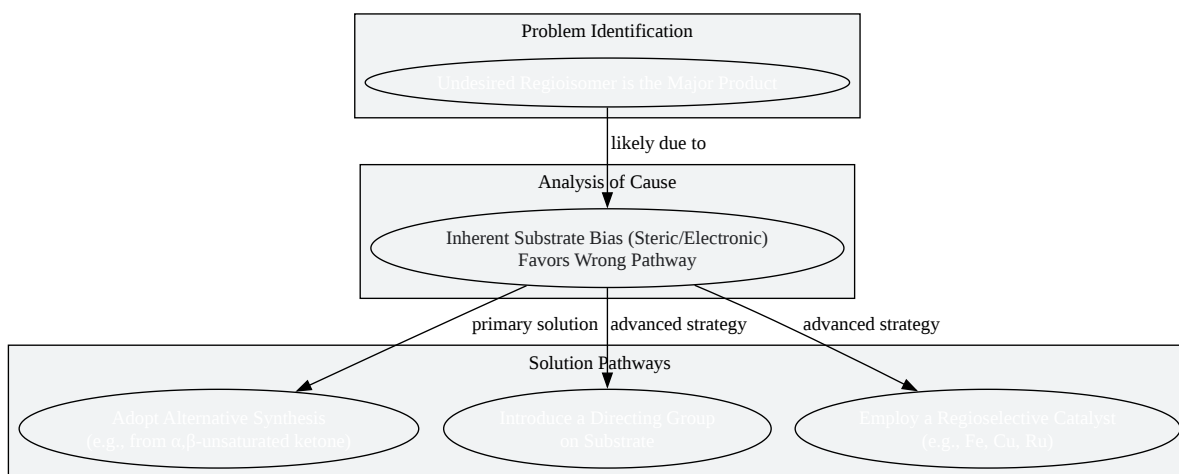 Problem Identification
Undesired Regioisomer is the Major Product
likely due to
Analysis of Cause
Inherent Substrate Bias (Steric/Electronic)
Favors Wrong Pathway
primary solution
advanced strategy
advanced strategy
Solution Pathways
Adopt Alternative Synthesis
(e.g., from α,β-unsaturated ketone)
Introduce a Directing Group
on Substrate
Employ a Regioselective Catalyst
(e.g., Fe, Cu, Ru)